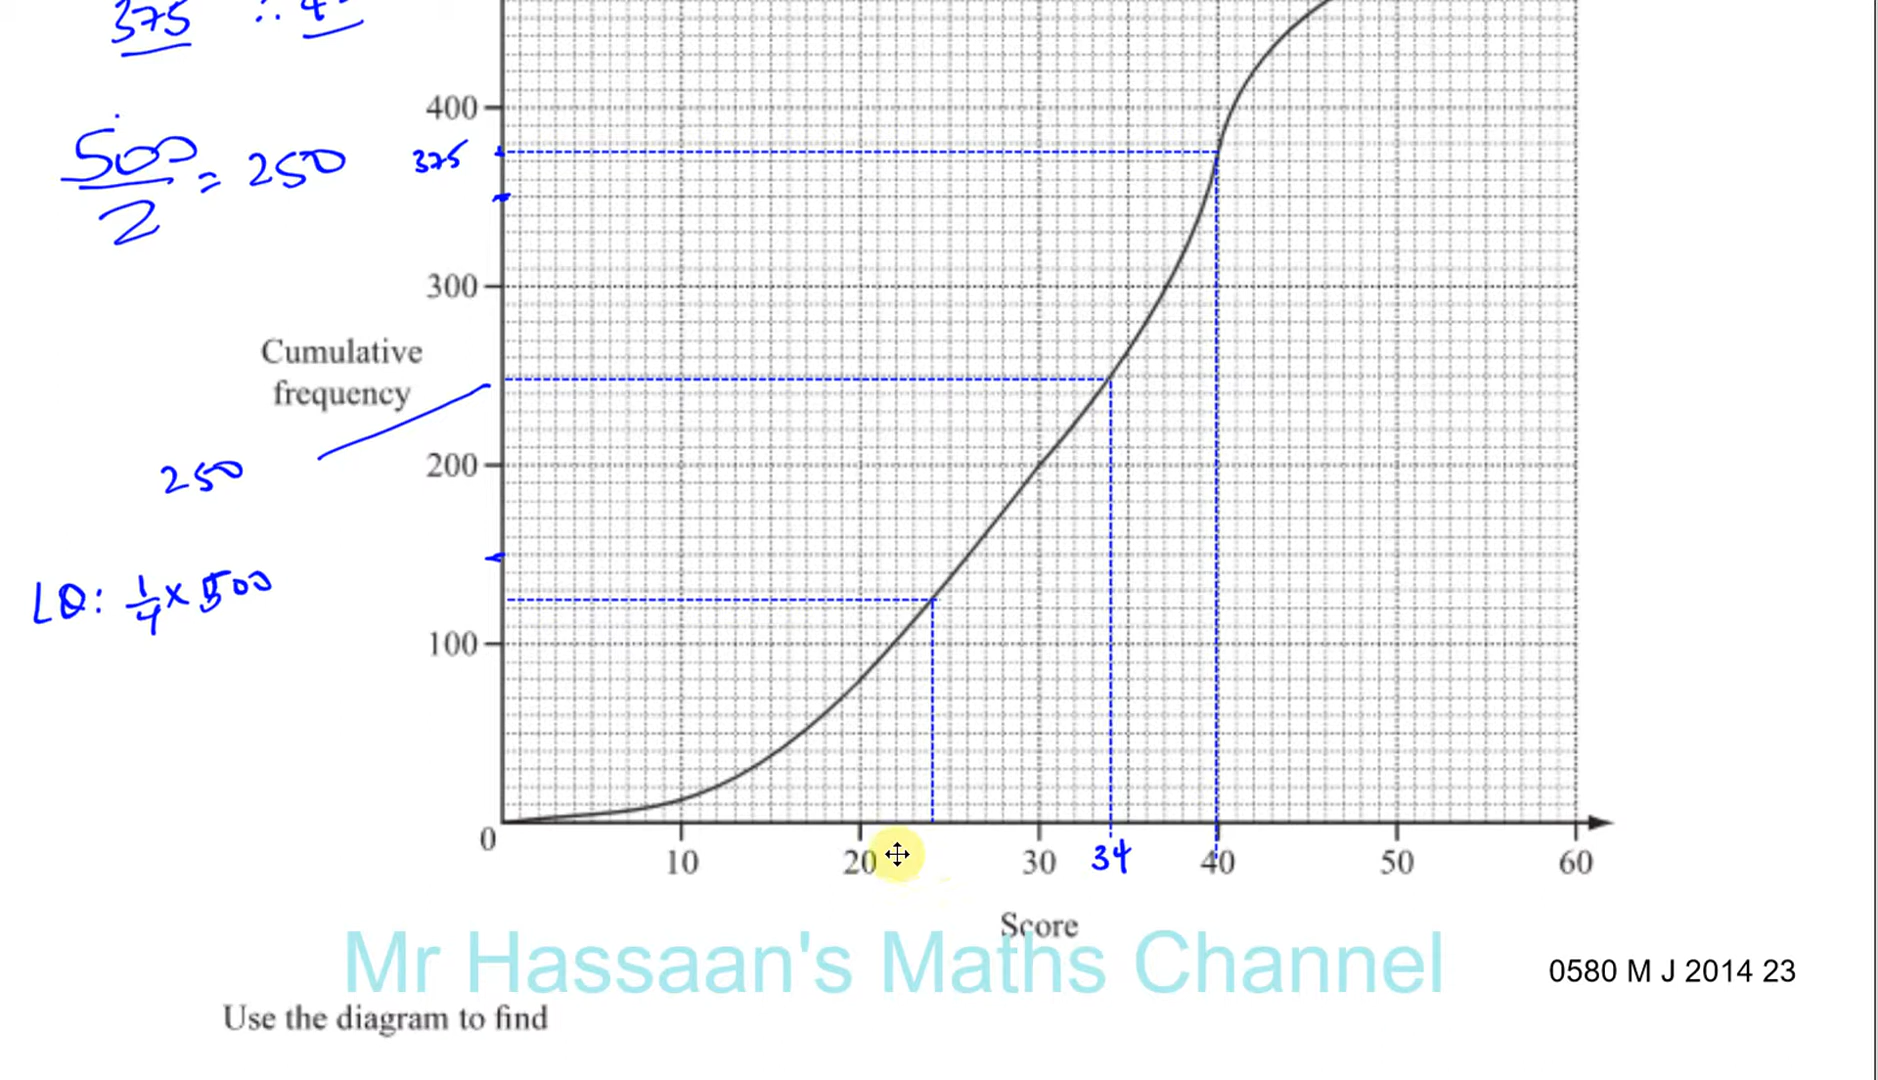 375 ∴
400
500/2 = 250
375
300
Cumulative
frequency
250
200
LQ: 1/4 × 500
100
0
10 20 30 34 40 50 60
Score
Mr Hassaan's Maths Channel
0580 M J 2014 23
Use the diagram to find